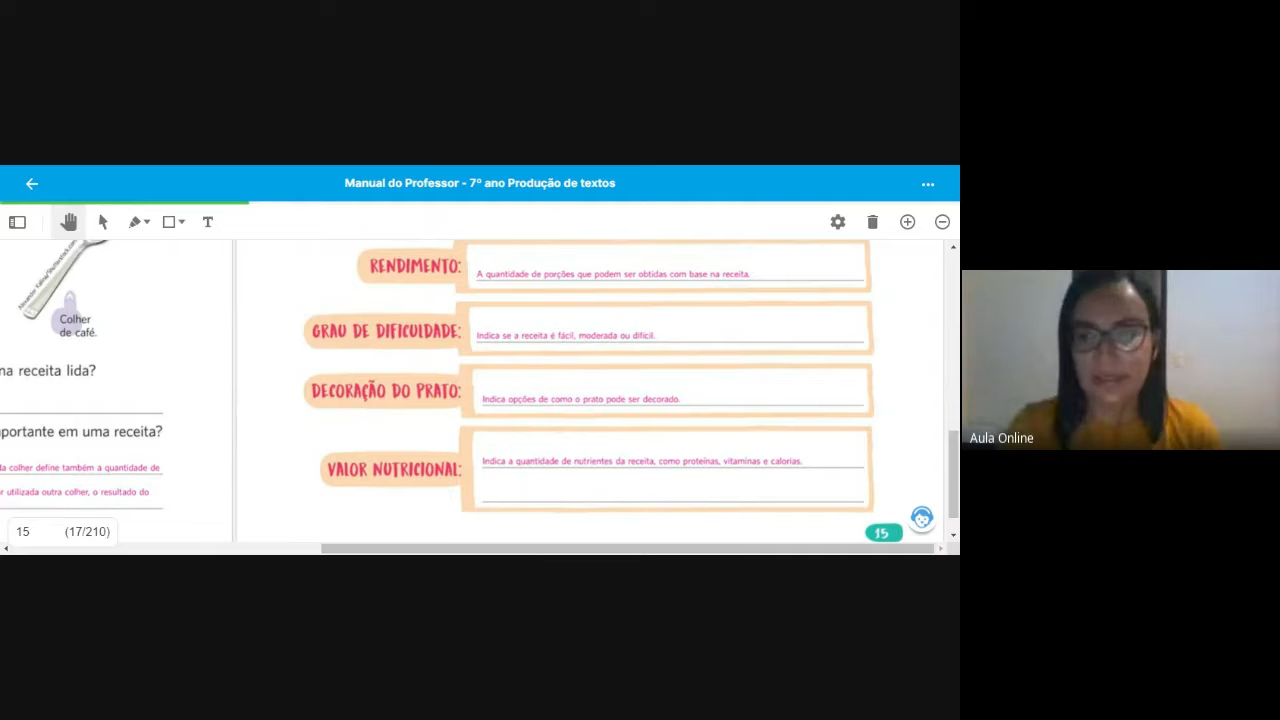 Manual do Professor - 7º ano Produção de textos
T
Alexander Kalina/Shutterstock.com
Colher
de café.
na receita lida?
portante em uma receita?
da colher define também a quantidade de
r utilizada outra colher, o resultado do
15 (17/210)
RENDIMENTO:
A quantidade de porções que podem ser obtidas com base na receita.
GRAU DE DIFICULDADE:
Indica se a receita é fácil, moderada ou difícil.
DECORAÇÃO DO PRATO:
Indica opções de como o prato pode ser decorado.
VALOR NUTRICIONAL:
Indica a quantidade de nutrientes da receita, como proteínas, vitaminas e calorias.
15
Aula Online